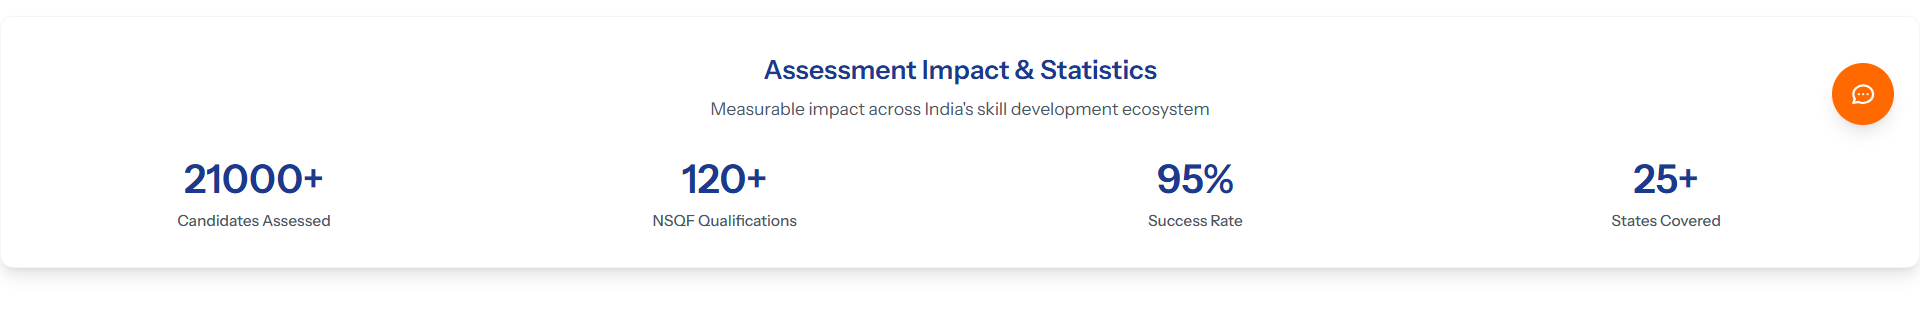 Assessment Impact & Statistics
Measurable impact across India's skill development ecosystem
21000+
Candidates Assessed
120+
NSQF Qualifications
95%
Success Rate
25+
States Covered